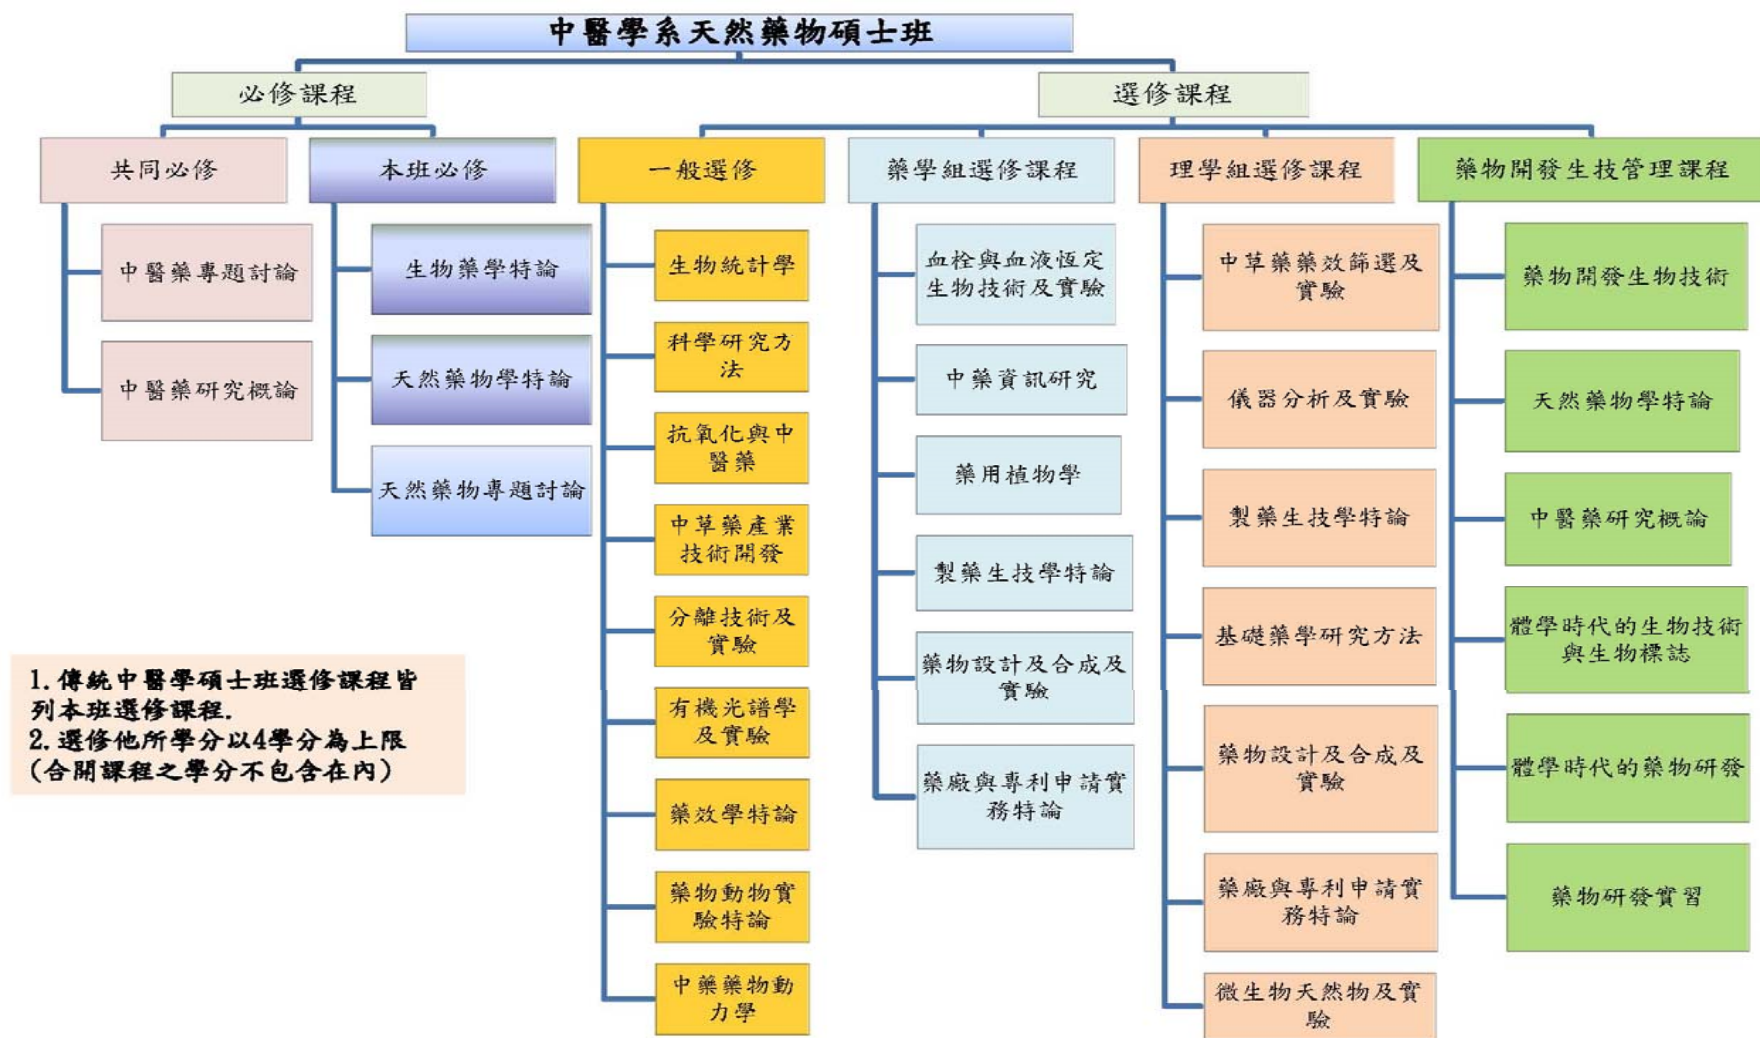 中醫學系天然藥物碩士班
必修課程
選修課程
共同必修
本班必修
一般選修
藥學組選修課程
理學組選修課程
藥物開發生技管理課程
中醫藥專題討論
中醫藥研究概論
生物藥學特論
天然藥物學特論
天然藥物專題討論
生物統計學
科學研究方
法
抗氧化與中
醫藥
中草藥產業
技術開發
分離技術及
實驗
有機光譜學
及實驗
藥效學特論
藥物動物實
驗特論
中藥藥物動
力學
血栓與血液恆定
生物技術及實驗
中藥資訊研究
藥用植物學
製藥生技學特論
藥物設計及合成及
實驗
藥廠與專利申請實
務特論
中草藥藥效篩選及
實驗
儀器分析及實驗
製藥生技學特論
基礎藥學研究方法
藥物設計及合成及
實驗
藥廠與專利申請實
務特論
微生物天然物及實
驗
藥物開發生物技術
天然藥物學特論
中醫藥研究概論
體學時代的生物技術
與生物標誌
體學時代的藥物研發
藥物研發實習
1. 傳統中醫學碩士班選修課程皆
列本班選修課程.
2. 選修他所學分以4學分為上限
(合開課程之學分不包含在內)